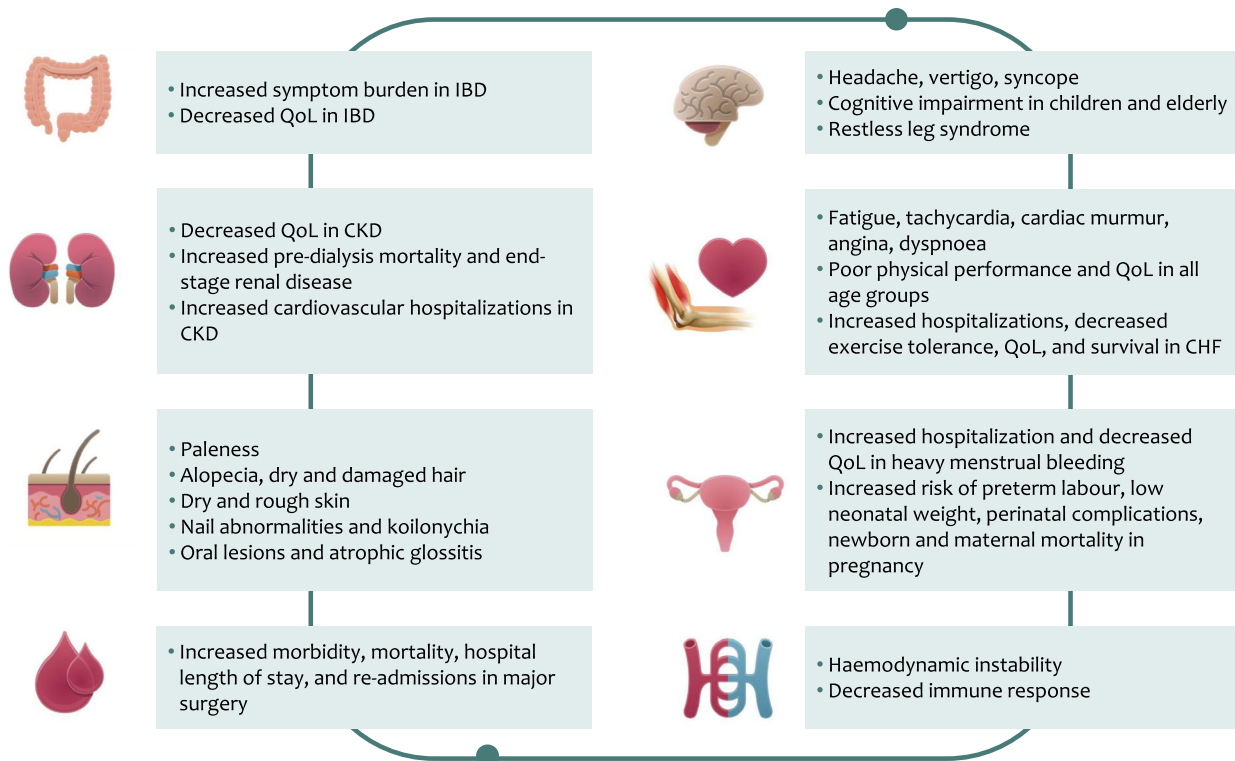 • Increased symptom burden in IBD
• Decreased QoL in IBD
• Decreased QoL in CKD
• Increased pre-dialysis mortality and end-
stage renal disease
• Increased cardiovascular hospitalizations in
CKD
• Paleness
• Alopecia, dry and damaged hair
• Dry and rough skin
• Nail abnormalities and koilonychia
• Oral lesions and atrophic glossitis
• Increased morbidity, mortality, hospital
length of stay, and re-admissions in major
surgery
• Headache, vertigo, syncope
• Cognitive impairment in children and elderly
• Restless leg syndrome
• Fatigue, tachycardia, cardiac murmur,
angina, dyspnoea
• Poor physical performance and QoL in all
age groups
• Increased hospitalizations, decreased
exercise tolerance, QoL, and survival in CHF
• Increased hospitalization and decreased
QoL in heavy menstrual bleeding
• Increased risk of preterm labour, low
neonatal weight, perinatal complications,
newborn and maternal mortality in
pregnancy
• Haemodynamic instability
• Decreased immune response